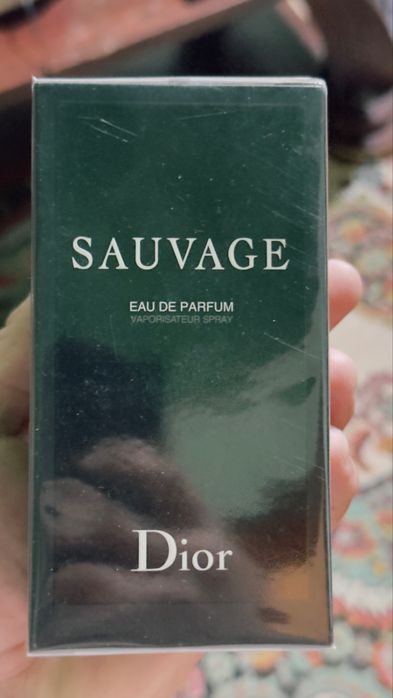 SAUVAGE
EAU DE PARFUM
VAPORISATEUR SPRAY
Dior